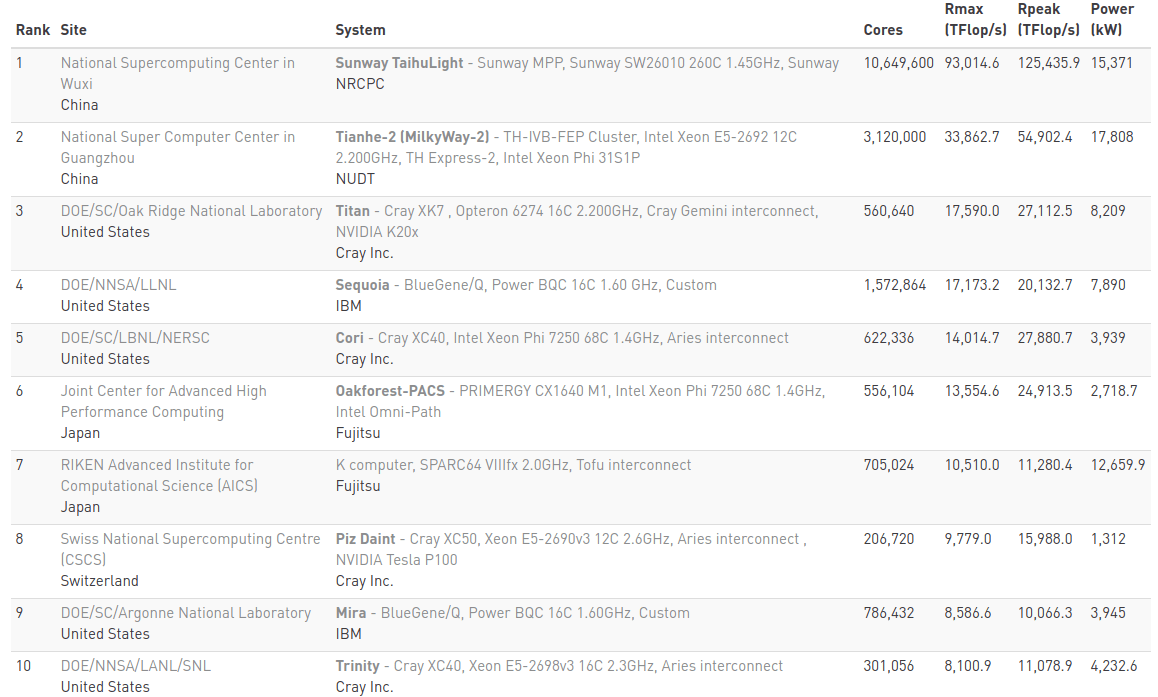 Rank Site System Cores Rmax (TFlop/s) Rpeak (TFlop/s) Power (kW)
1 National Supercomputing Center in Sunway TaihuLight - Sunway MPP, Sunway SW26010 260C 1.45GHz, Sunway 10,649,600 93,014.6 125,435.9 15,371
Wuxi NRCPC
China
2 National Super Computer Center in Tianhe-2 (MilkyWay-2) - TH-IVB-FEP Cluster, Intel Xeon E5-2692 12C 3,120,000 33,862.7 54,902.4 17,808
Guangzhou 2.200GHz, TH Express-2, Intel Xeon Phi 31S1P
China NUDT
3 DOE/SC/Oak Ridge National Laboratory Titan - Cray XK7 , Opteron 6274 16C 2.200GHz, Cray Gemini interconnect, 560,640 17,590.0 27,112.5 8,209
United States NVIDIA K20x
Cray Inc.
4 DOE/NNSA/LLNL Sequoia - BlueGene/Q, Power BQC 16C 1.60 GHz, Custom 1,572,864 17,173.2 20,132.7 7,890
United States IBM
5 DOE/SC/LBNL/NERSC Cori - Cray XC40, Intel Xeon Phi 7250 68C 1.4GHz, Aries interconnect 622,336 14,014.7 27,880.7 3,939
United States Cray Inc.
6 Joint Center for Advanced High Oakforest-PACS - PRIMERGY CX1640 M1, Intel Xeon Phi 7250 68C 1.4GHz, 556,104 13,554.6 24,913.5 2,718.7
Performance Computing Intel Omni-Path
Japan Fujitsu
7 RIKEN Advanced Institute for K computer, SPARC64 VIIIfx 2.0GHz, Tofu interconnect 705,024 10,510.0 11,280.4 12,659.9
Computational Science (AICS) Fujitsu
Japan
8 Swiss National Supercomputing Centre Piz Daint - Cray XC50, Xeon E5-2690v3 12C 2.6GHz, Aries interconnect , 206,720 9,779.0 15,988.0 1,312
(CSCS) NVIDIA Tesla P100
Switzerland Cray Inc.
9 DOE/SC/Argonne National Laboratory Mira - BlueGene/Q, Power BQC 16C 1.60GHz, Custom 786,432 8,586.6 10,066.3 3,945
United States IBM
10 DOE/NNSA/LANL/SNL Trinity - Cray XC40, Xeon E5-2698v3 16C 2.3GHz, Aries interconnect 301,056 8,100.9 11,078.9 4,232.6
United States Cray Inc.